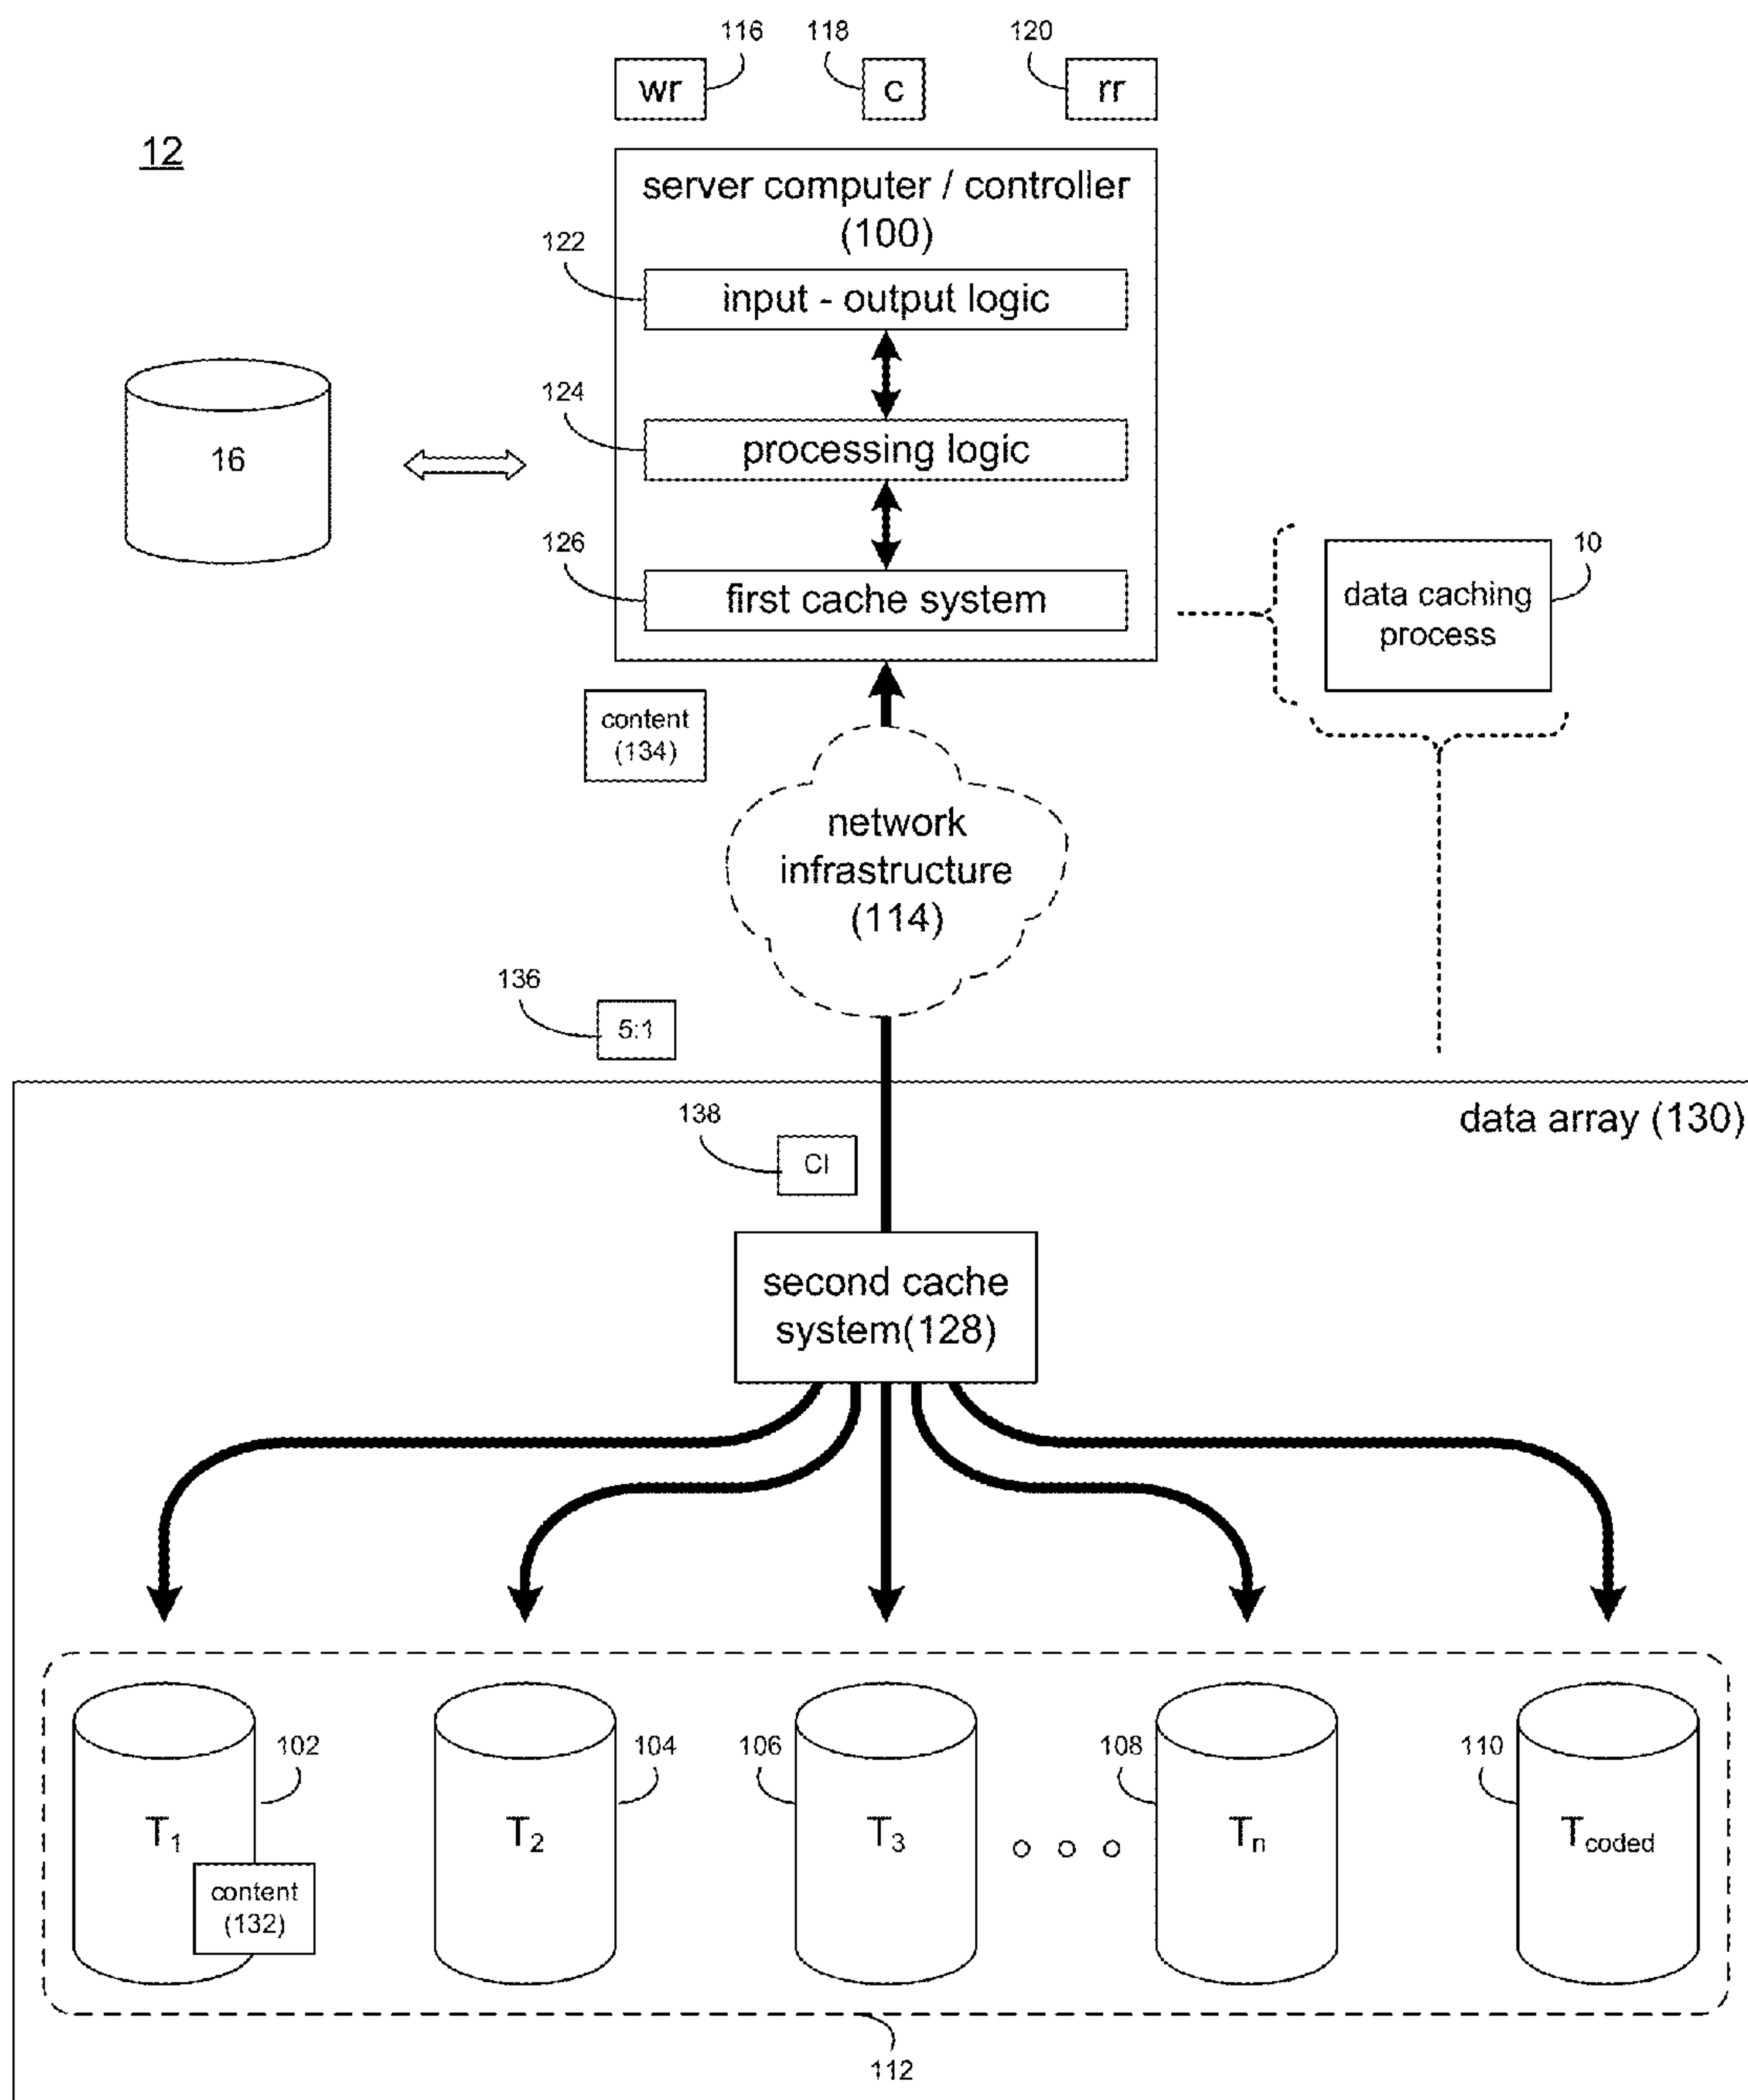 116
118
120
wr
c
rr
12
server computer / controller
(100)
122
input - output logic
124
processing logic
16
126
first cache system
10
data caching
process
content
(134)
network
infrastructure
(114)
136
5:1
data array (130)
138
CI
second cache
system(128)
102
104
106
108
110
T1
T2
T3
Tn
Tcoded
content
(132)
112